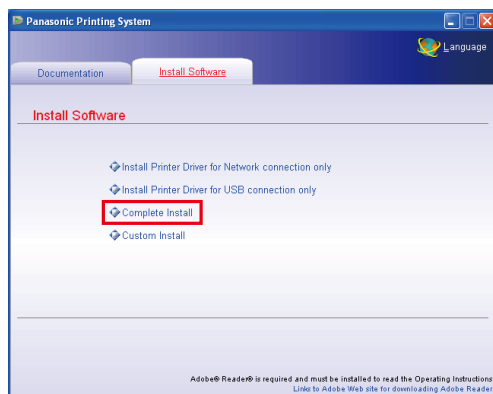 Panasonic Printing System
Language
Documentation
Install Software
Install Software
Install Printer Driver for Network connection only
Install Printer Driver for USB connection only
Complete Install
Custom Install
Adobe® Reader® is required and must be installed to read the Operating Instructions
Links to Adobe Web site for downloading Adobe Reader